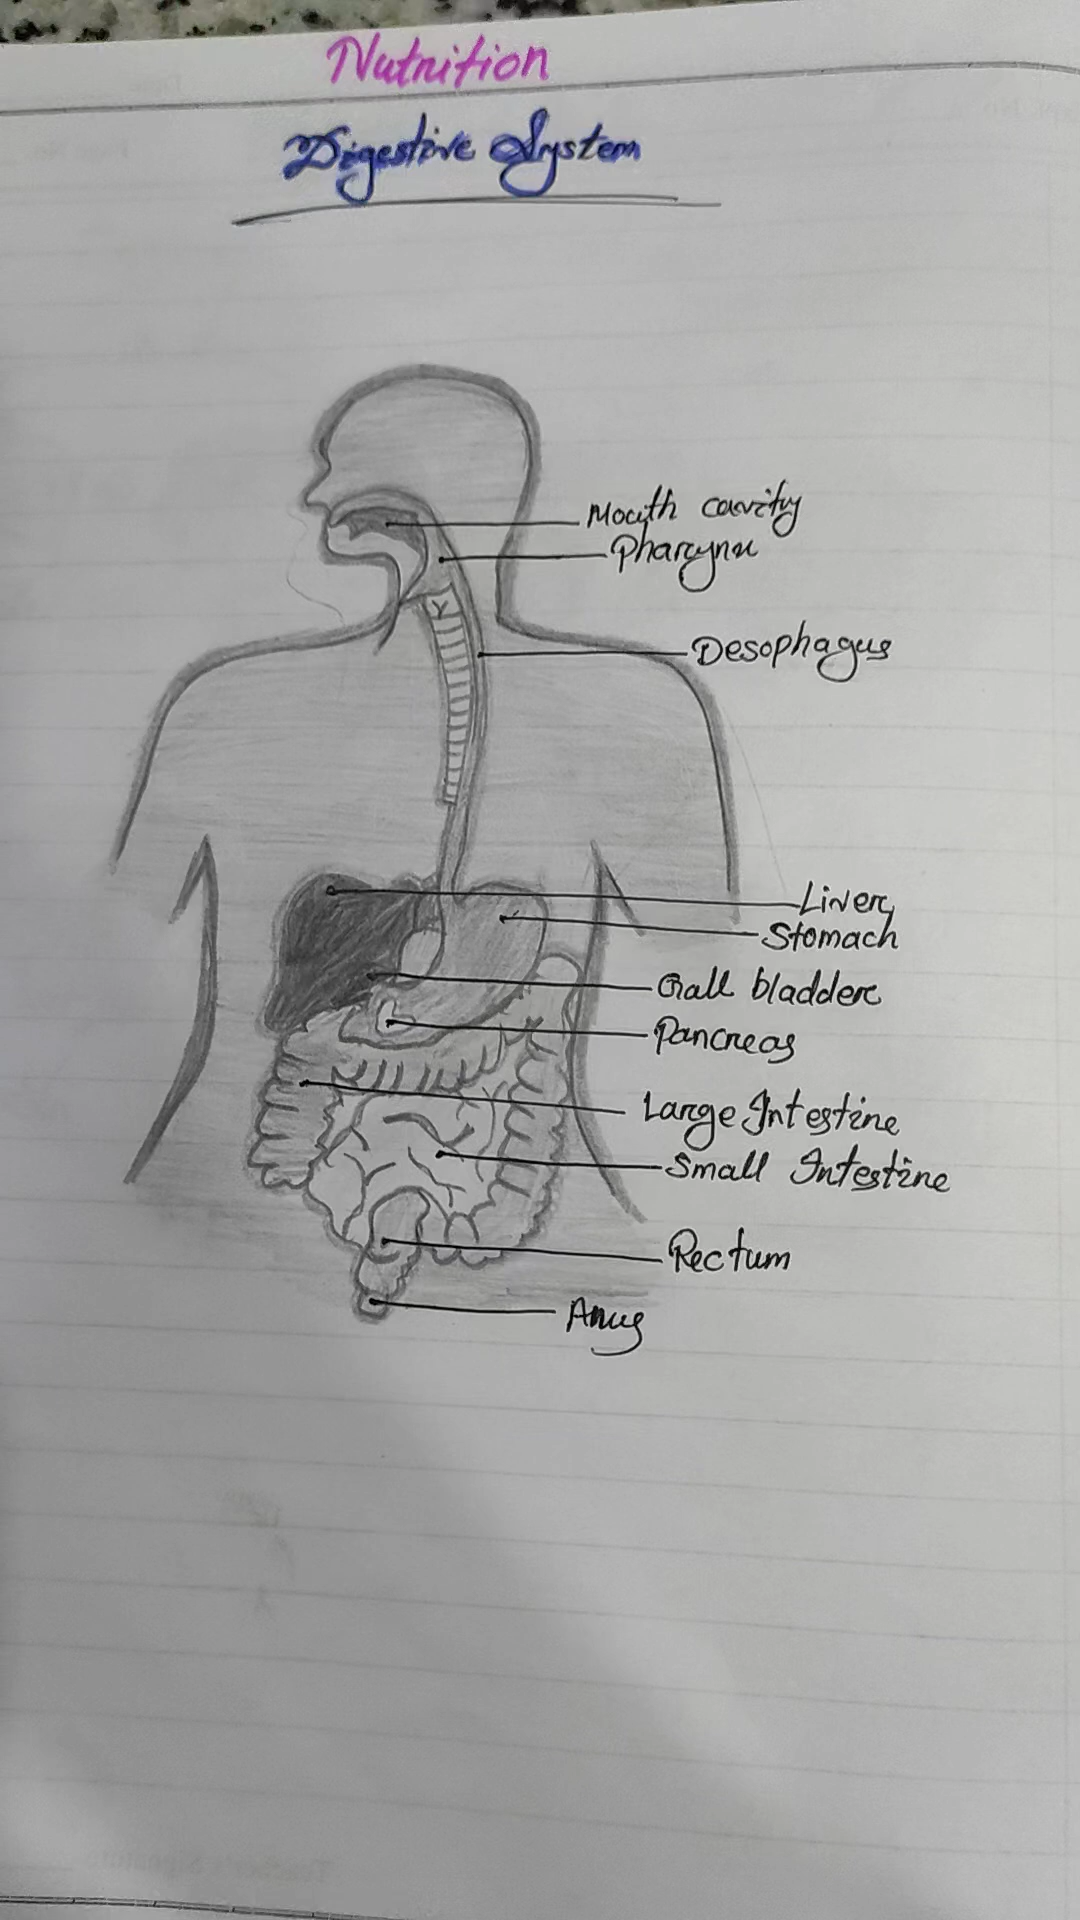 Nutrition
Digestive System
Mouth cavity
Pharynx
Desophagus
Liver
Stomach
Gall bladder
Pancreas
Large Intestine
Small Intestine
Rectum
Anus